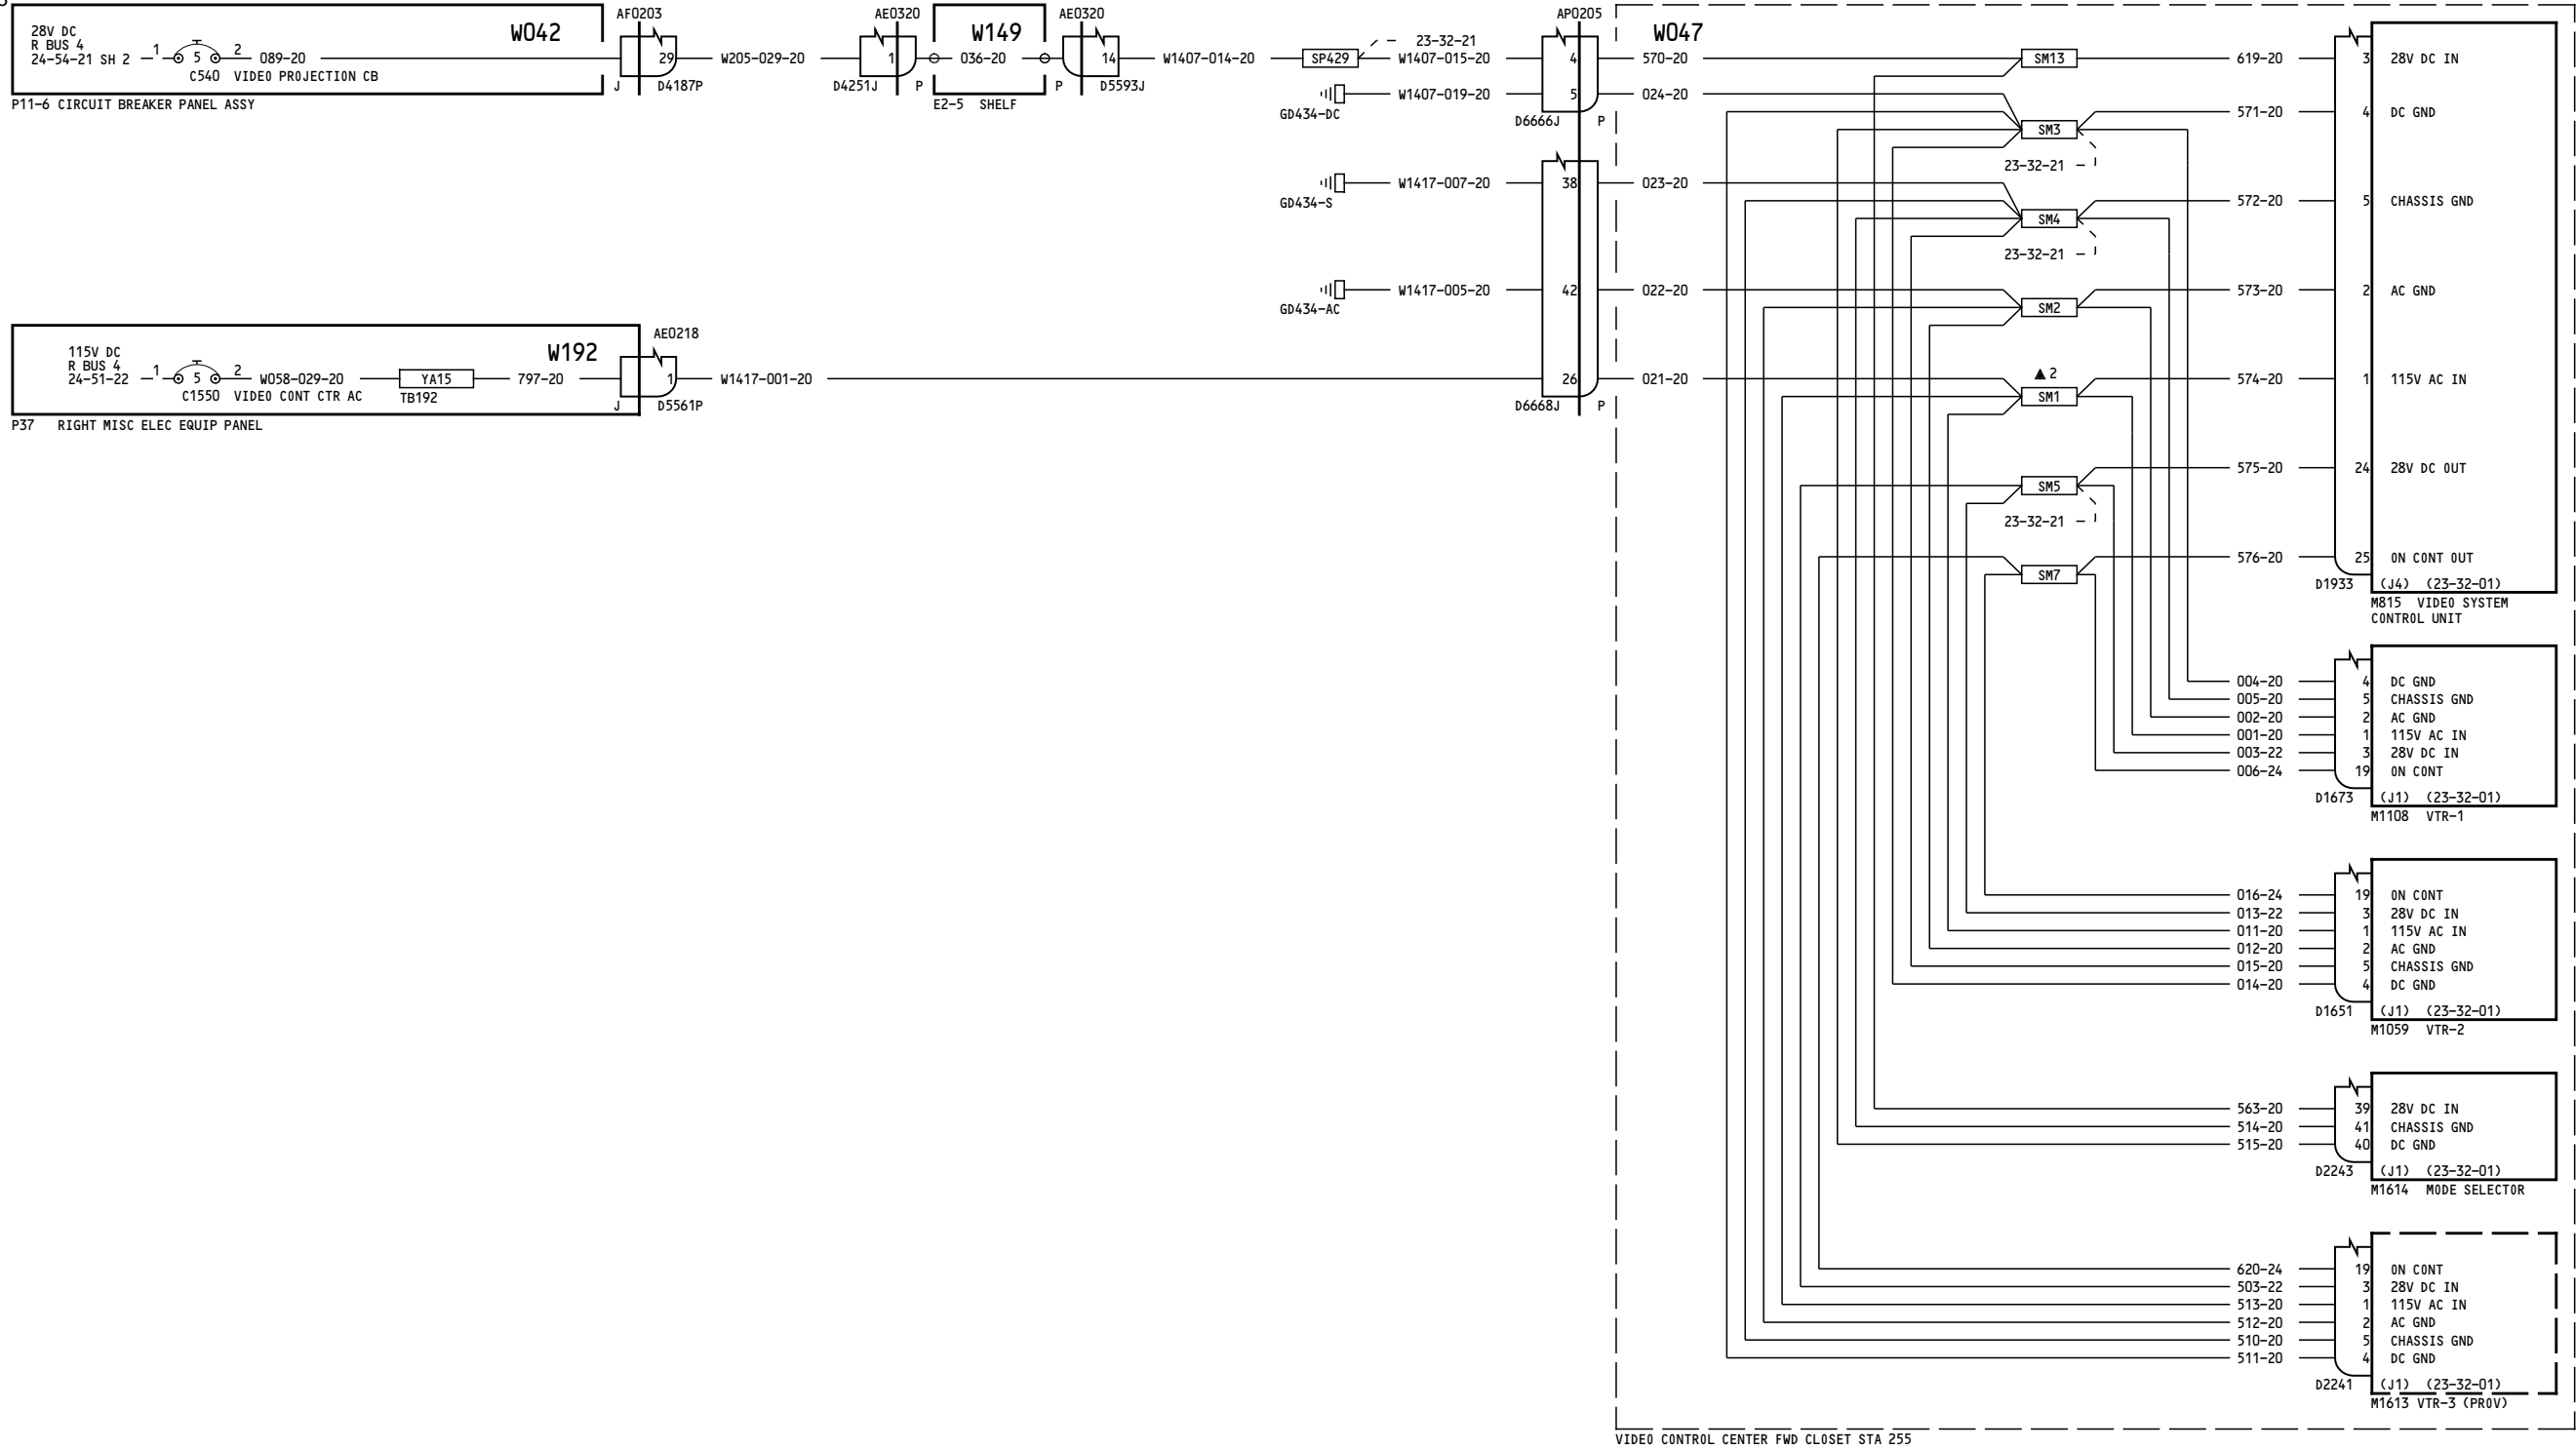 28V DC
R BUS 4
24-54-21 SH 2
1
5
2
089-20
C540 VIDEO PROJECTION CB
W042
P11-6 CIRCUIT BREAKER PANEL ASSY
AF0203
29
J
D4187P
W205-029-20
AE0320
1
D4251J
P
W149
036-20
E2-5 SHELF
AE0320
14
P
D5593J
W1407-014-20
SP429
23-32-21
W1407-015-20
GD434-DC
W1407-019-20
AP0205
4
5
D6666J
P
GD434-S
W1417-007-20
38
GD434-AC
W1417-005-20
42
26
D6668J
P
115V DC
R BUS 4
24-51-22
1
5
2
W058-029-20
C1550 VIDEO CONT CTR AC
YA15
TB192
797-20
W192
P37 RIGHT MISC ELEC EQUIP PANEL
AE0218
1
J
D5561P
W1417-001-20
W047
570-20
024-20
023-20
022-20
021-20
SM13
SM3
23-32-21
SM4
23-32-21
SM2
▲ 2
SM1
SM5
23-32-21
SM7
619-20 3 28V DC IN
571-20 4 DC GND
572-20 5 CHASSIS GND
573-20 2 AC GND
574-20 1 115V AC IN
575-20 24 28V DC OUT
576-20 25 ON CONT OUT
D1933 (J4) (23-32-01)
M815 VIDEO SYSTEM
CONTROL UNIT
004-20 4 DC GND
005-20 5 CHASSIS GND
002-20 2 AC GND
001-20 1 115V AC IN
003-22 3 28V DC IN
006-24 19 ON CONT
D1673 (J1) (23-32-01)
M1108 VTR-1
016-24 19 ON CONT
013-22 3 28V DC IN
011-20 1 115V AC IN
012-20 2 AC GND
015-20 5 CHASSIS GND
014-20 4 DC GND
D1651 (J1) (23-32-01)
M1059 VTR-2
563-20 39 28V DC IN
514-20 41 CHASSIS GND
515-20 40 DC GND
D2243 (J1) (23-32-01)
M1614 MODE SELECTOR
620-24 19 ON CONT
503-22 3 28V DC IN
513-20 1 115V AC IN
512-20 2 AC GND
510-20 5 CHASSIS GND
511-20 4 DC GND
D2241 (J1) (23-32-01)
M1613 VTR-3 (PROV)
VIDEO CONTROL CENTER FWD CLOSET STA 255